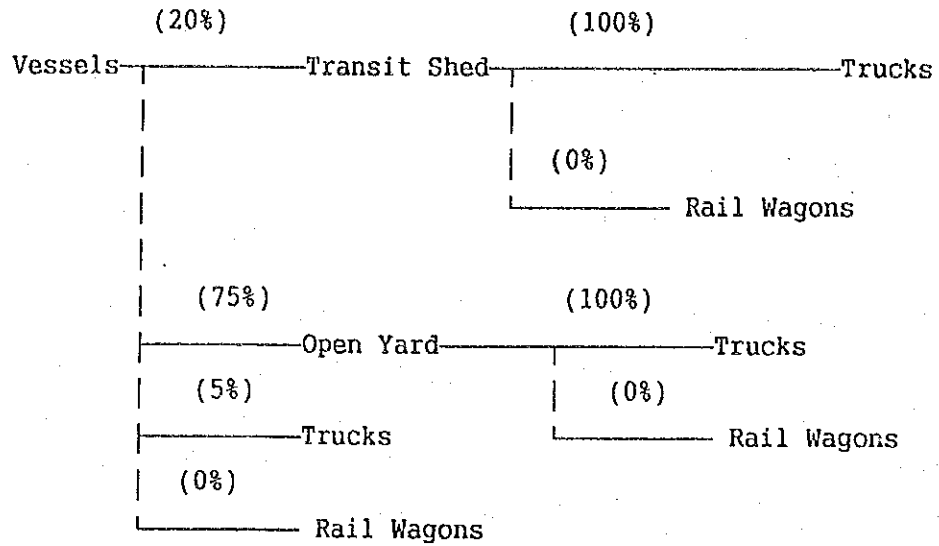 (20%) (100%)
Vessels Transit Shed Trucks
(0%)
Rail Wagons
(75%) (100%)
Open Yard Trucks
(5%) (0%)
Trucks Rail Wagons
(0%)
Rail Wagons